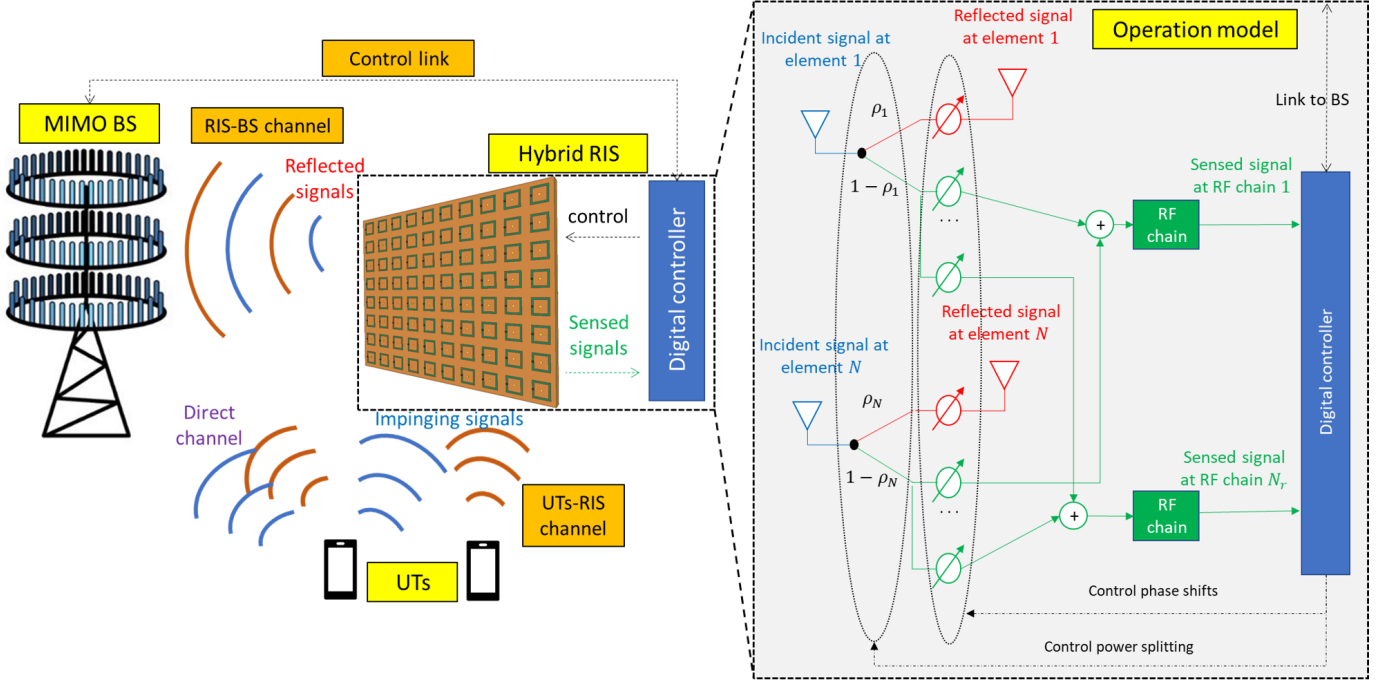 Control link
MIMO BS
RIS-BS channel
Reflected
signals
Hybrid RIS
control
Sensed
signals
Digital controller
Direct
channel
Impinging signals
UTs-RIS
channel
UTs
Operation model
Incident signal at
element 1
Reflected signal
at element 1
ρ₁
1 − ρ₁
...
Link to BS
Sensed signal
at RF chain 1
+
RF
chain
Reflected signal
at element N
Incident signal at
element N
ρ_N
1 − ρ_N
...
Sensed signal
at RF chain N_r
+
RF
chain
Digital controller
Control phase shifts
Control power splitting